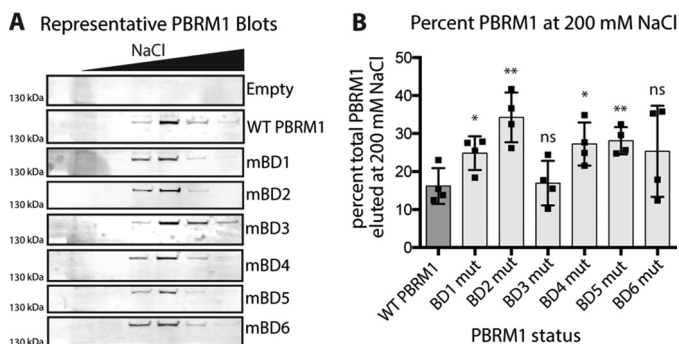 A Representative PBRM1 Blots
NaCl
130 kDa
Empty
130 kDa
WT PBRM1
130 kDa
mBD1
130 kDa
mBD2
130 kDa
mBD3
130 kDa
mBD4
130 kDa
mBD5
130 kDa
mBD6
B Percent PBRM1 at 200 mM NaCl
percent total PBRM1
eluted at 200 mM NaCl
50
40
30
20
10
0
*
**
ns
*
**
ns
WT PBRM1
BD1 mut
BD2 mut
BD3 mut
BD4 mut
BD5 mut
BD6 mut
PBRM1 status